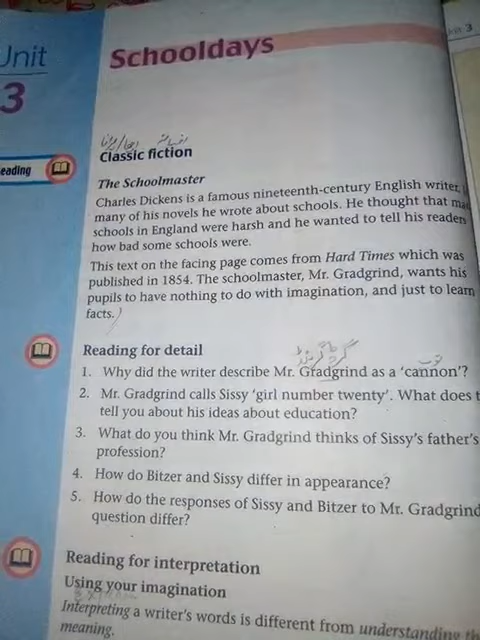 Unit
3
Unit 3
Schooldays
eading
Classic fiction
The Schoolmaster
Charles Dickens is a famous nineteenth-century English writer,
many of his novels he wrote about schools. He thought that
schools in England were harsh and he wanted to tell his readers
how bad some schools were.
This text on the facing page comes from Hard Times which was
published in 1854. The schoolmaster, Mr. Gradgrind, wants his
pupils to have nothing to do with imagination, and just to learn
facts.)
Reading for detail
گریڈ گرینڈ توپ
1. Why did the writer describe Mr. Gradgrind as a ‘cannon’?
2. Mr. Gradgrind calls Sissy ‘girl number twenty’. What does t
tell you about his ideas about education?
3. What do you think Mr. Gradgrind thinks of Sissy's father's
profession?
4. How do Bitzer and Sissy differ in appearance?
5. How do the responses of Sissy and Bitzer to Mr. Gradgrind
question differ?
Reading for interpretation
Using your imagination
Interpreting a writer's words is different from understanding th
meaning.